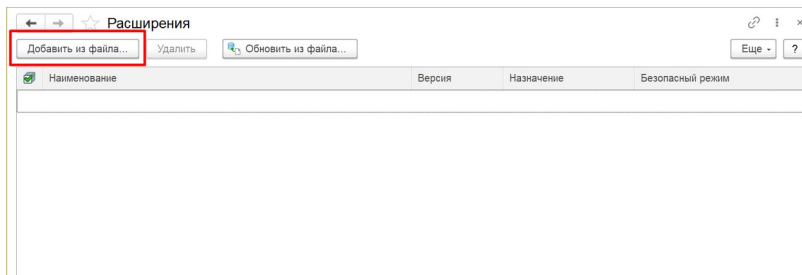 Расширения
Добавить из файла... Удалить Обновить из файла... Еще ?
Наименование Версия Назначение Безопасный режим